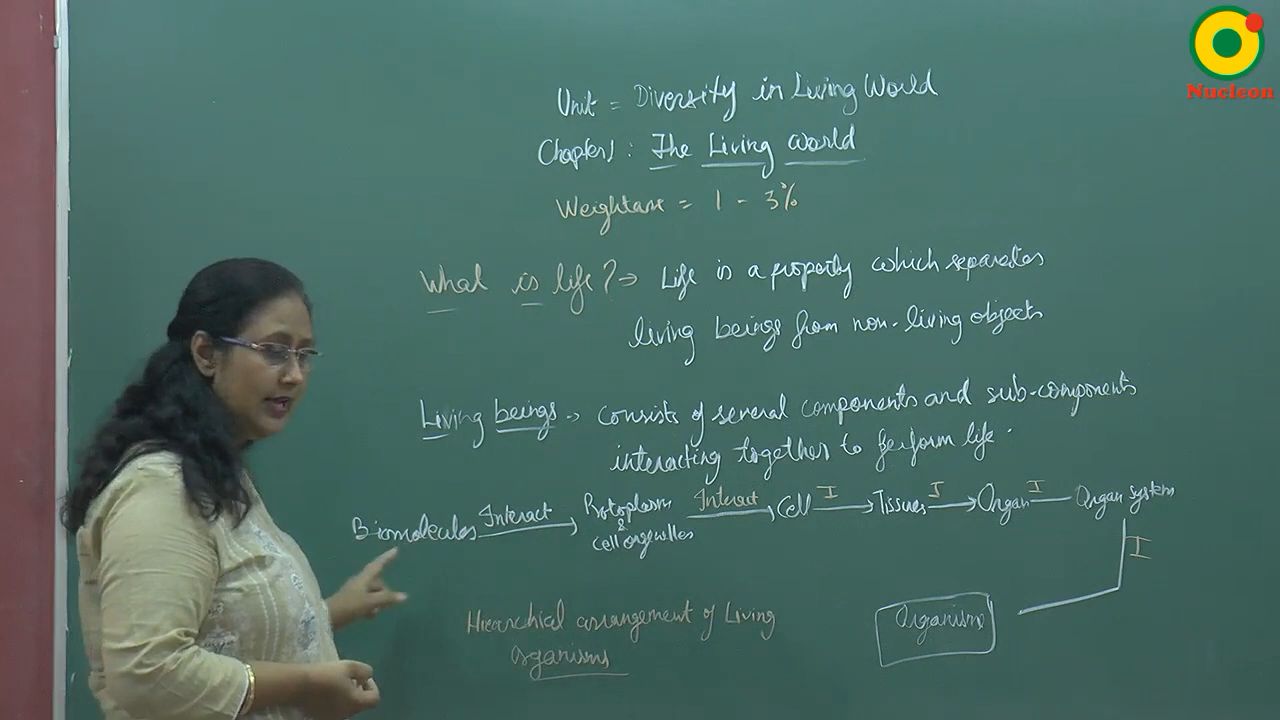 Nucleon
Unit = Diversity in Living World
Chapter1 : The Living world
Weightage = 1 - 3%
What is life? → Life is a property which separates
living beings from non-living objects
Living beings → consists of several components and sub-components
interacting together to perform life.
Biomolecules Interact → Protoplasm & Cell organelles Interact → Cell I → Tissues I → Organ I — Organ system
I
Hierarchial arrangement of Living
Organisms
Organisms